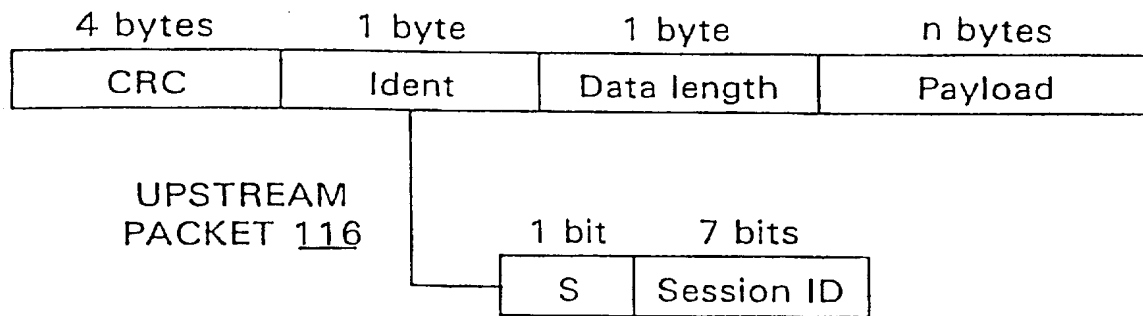 4 bytes 1 byte 1 byte n bytes
CRC Ident Data length Payload
UPSTREAM
PACKET 116
1 bit 7 bits
S Session ID